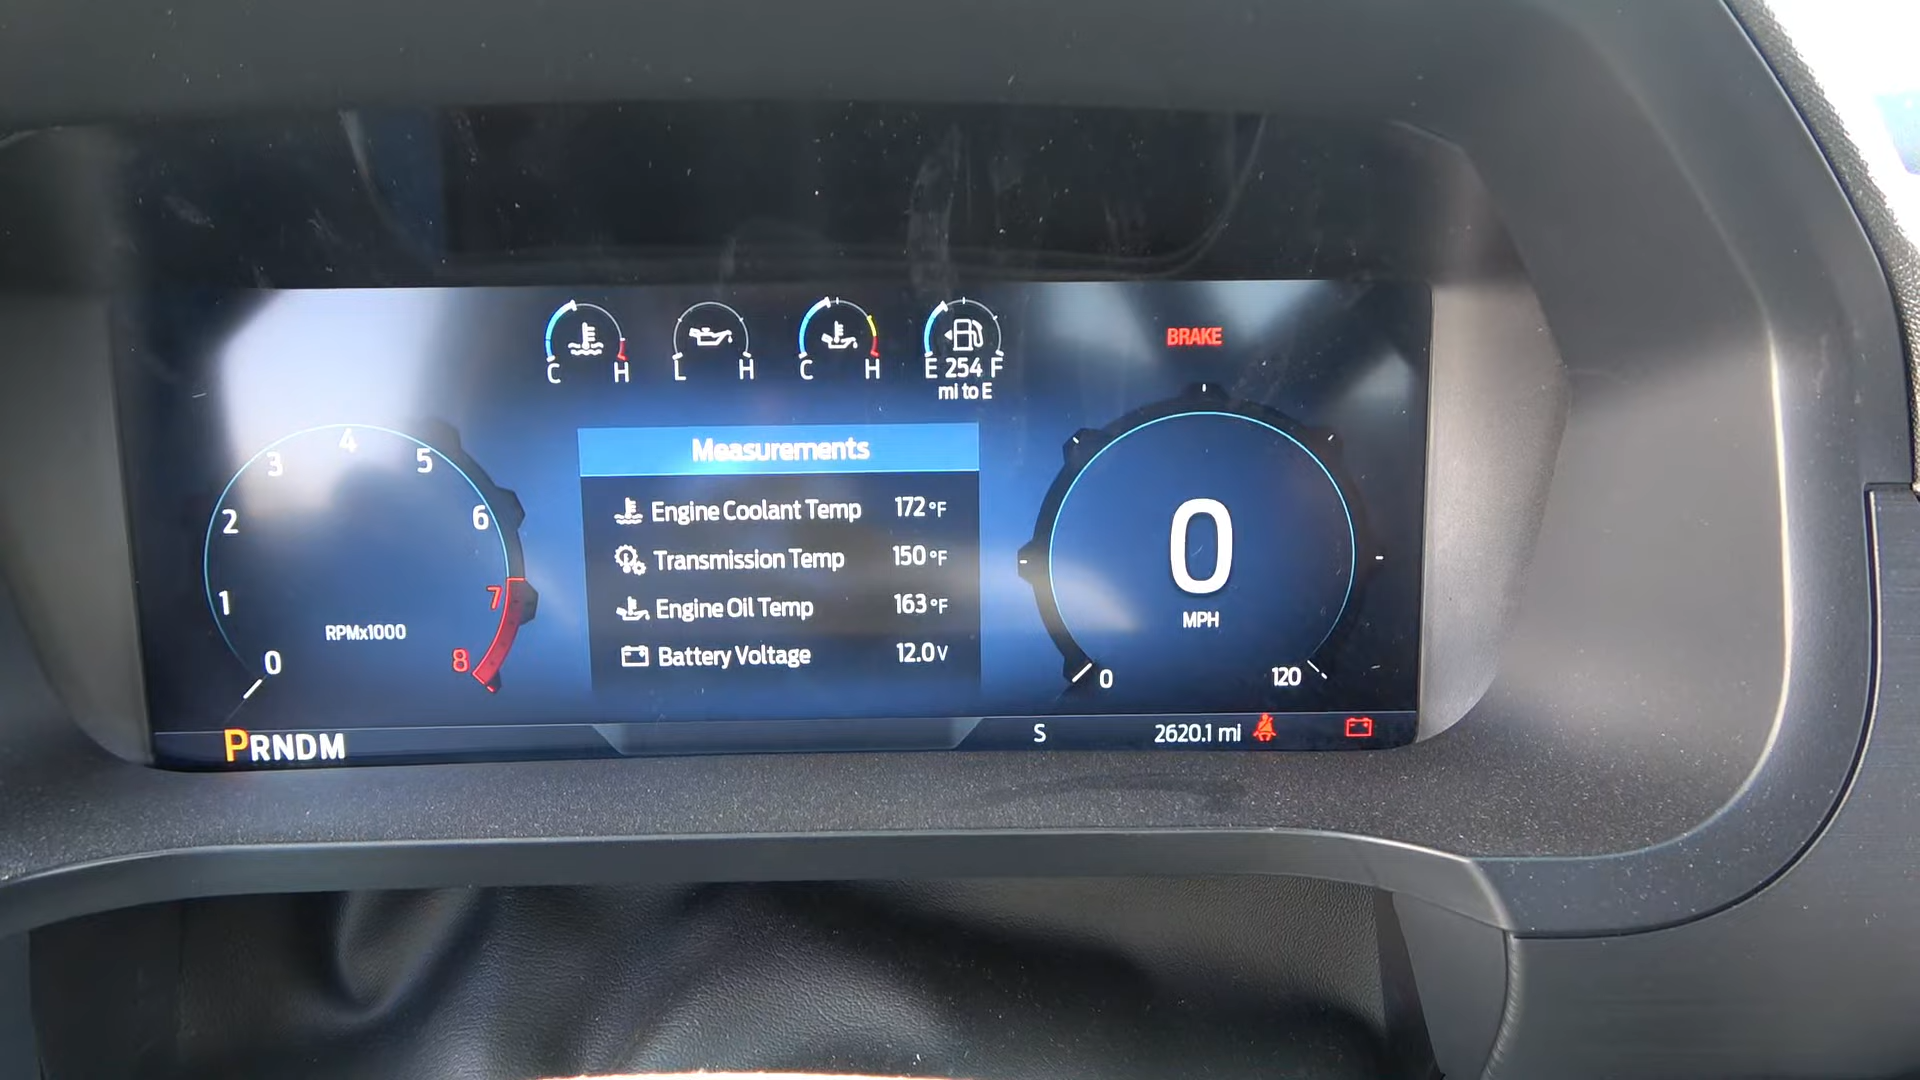 C H
L H
C H
E 254 F
mi to E
BRAKE
0
1
2
3
4
5
6
7
8
RPMx1000
Measurements
Engine Coolant Temp 172 °F
Transmission Temp 150 °F
Engine Oil Temp 163 °F
Battery Voltage 12.0 V
0
MPH
0 120
PRNDM
S 2620.1 mi